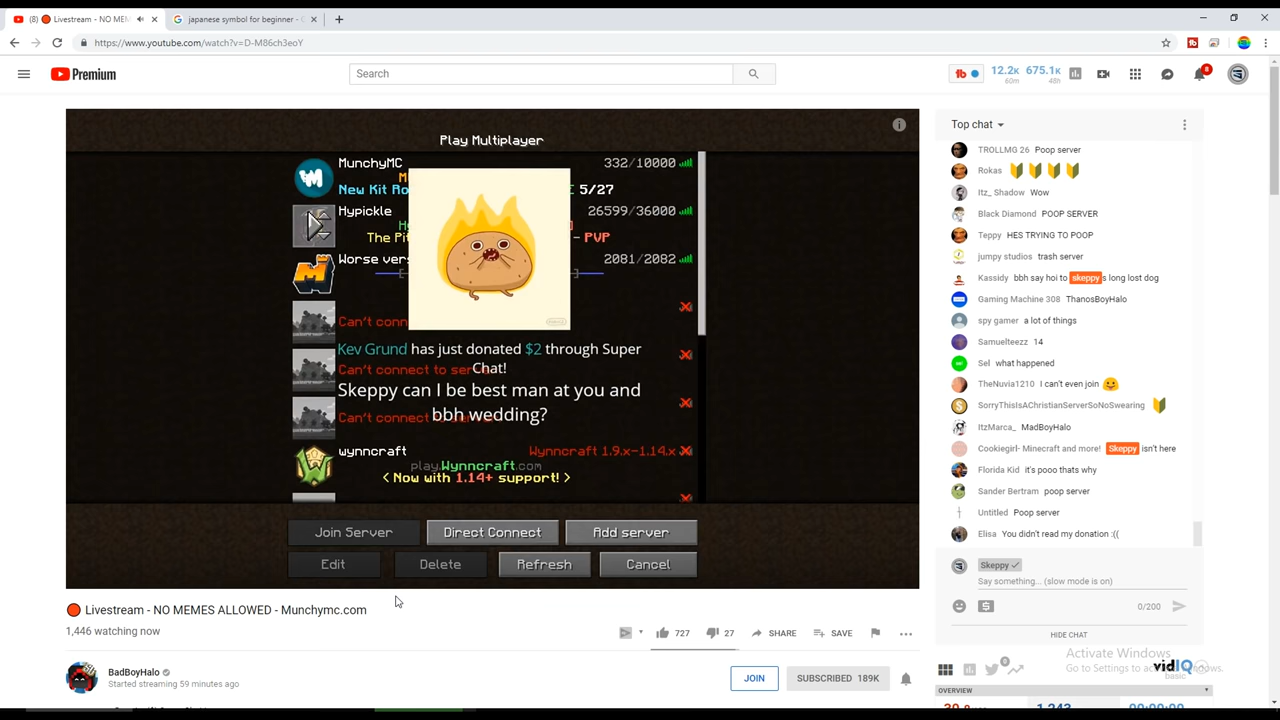 (8) 🔴 Livestream - NO MEM
japanese symbol for beginner -
https://www.youtube.com/watch?v=D-M86ch3eoY
Premium
Search
12.2K
60m
675.1K
48h
8
Play Multiplayer
MunchyMC
332/10000
New Kit Ro
5/27
Hypickle
26599/36000
The Pit
- PVP
Worse vers
2081/2082
Can't conn
Kev Grund has just donated $2 through Super
Chat!
Can't connect to ser
Skeppy can I be best man at you and
bbh wedding?
Can't connect to ser
wynncraft
Wynncraft 1.9.x-1.14.x
play.Wynncraft.com
< Now with 1.14+ support! >
Join Server
Direct Connect
Add server
Edit
Delete
Refresh
Cancel
🔴 Livestream - NO MEMES ALLOWED - Munchymc.com
1,446 watching now
727
27
SHARE
SAVE
BadBoyHalo
Started streaming 59 minutes ago
JOIN
SUBSCRIBED 189K
Top chat
TROLLMG 26 Poop server
Rokas
Itz_ Shadow Wow
Black Diamond POOP SERVER
Teppy HES TRYING TO POOP
jumpy studios trash server
Kassidy bbh say hoi to skeppy s long lost dog
Gaming Machine 308 ThanosBoyHalo
spy gamer a lot of things
Samuelteezz 14
Sel what happened
TheNuvia1210 I can't even join
SorryThisIsAChristianServerSoNoSwearing
ItzMarca_ MadBoyHalo
Cookiegirl- Minecraft and more! Skeppy isn't here
Florida Kid it's pooo thats why
Sander Bertram poop server
Untitled Poop server
Elisa You didn't read my donation :((
Skeppy
Say something... (slow mode is on)
0/200
HIDE CHAT
Activate Windows
Go to Settings to activate Windows.
0
vidIQ
basic
OVERVIEW